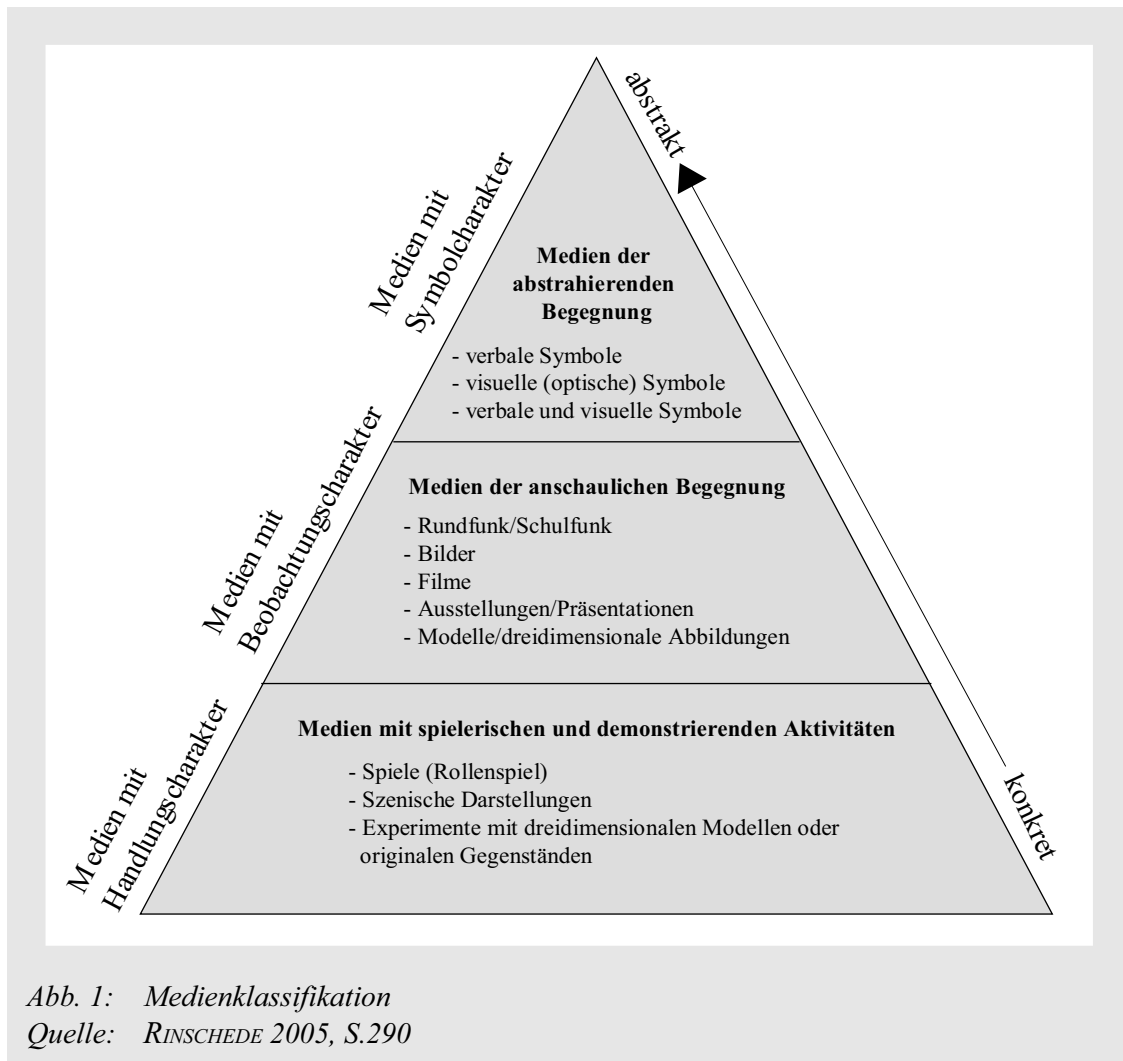 abstrakt
Medien mit
Symbolcharakter
Medien der
abstrahierenden
Begegnung
- verbale Symbole
- visuelle (optische) Symbole
- verbale und visuelle Symbole
Medien mit
Beobachtungscharakter
Medien der anschaulichen Begegnung
- Rundfunk/Schulfunk
- Bilder
- Filme
- Ausstellungen/Präsentationen
- Modelle/dreidimensionale Abbildungen
Medien mit
Handlungscharakter
Medien mit spielerischen und demonstrierenden Aktivitäten
- Spiele (Rollenspiel)
- Szenische Darstellungen
- Experimente mit dreidimensionalen Modellen oder
originalen Gegenständen
konkret
Abb. 1: Medienklassifikation
Quelle: RINSCHEDE 2005, S.290